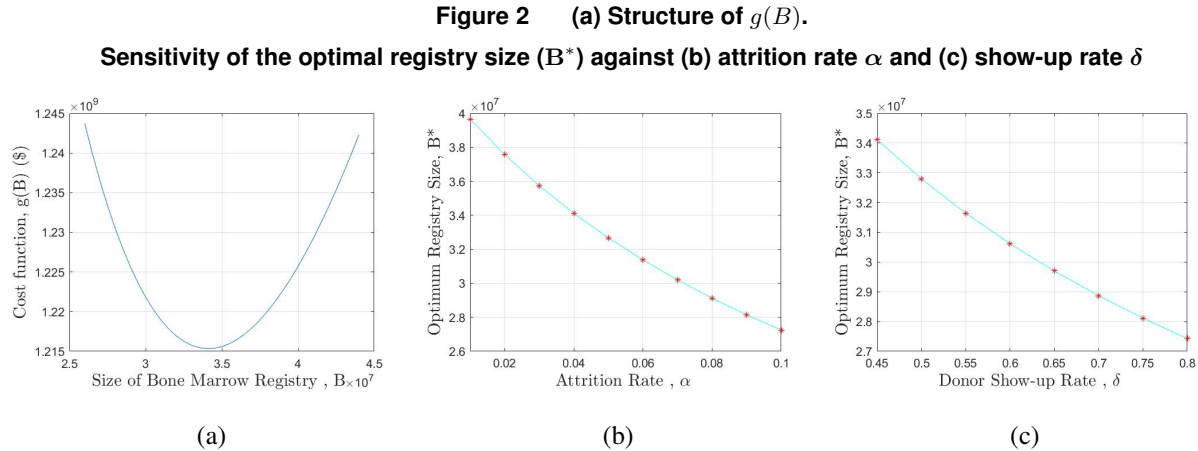 Figure 2 (a) Structure of g(B).
Sensitivity of the optimal registry size (B*) against (b) attrition rate α and (c) show-up rate δ
×10^9
1.245
1.24
1.235
1.23
1.225
1.22
1.215
2.5 3 3.5 4 4.5
Cost function, g(B) ($)
Size of Bone Marrow Registry , B ×10^7
(a)
×10^7
4
3.8
3.6
3.4
3.2
3
2.8
2.6
0.02 0.04 0.06 0.08 0.1
Optimum Registry Size, B*
Attrition Rate , α
(b)
×10^7
3.5
3.4
3.3
3.2
3.1
3
2.9
2.8
2.7
0.45 0.5 0.55 0.6 0.65 0.7 0.75 0.8
Optimum Registry Size, B*
Donor Show-up Rate , δ
(c)